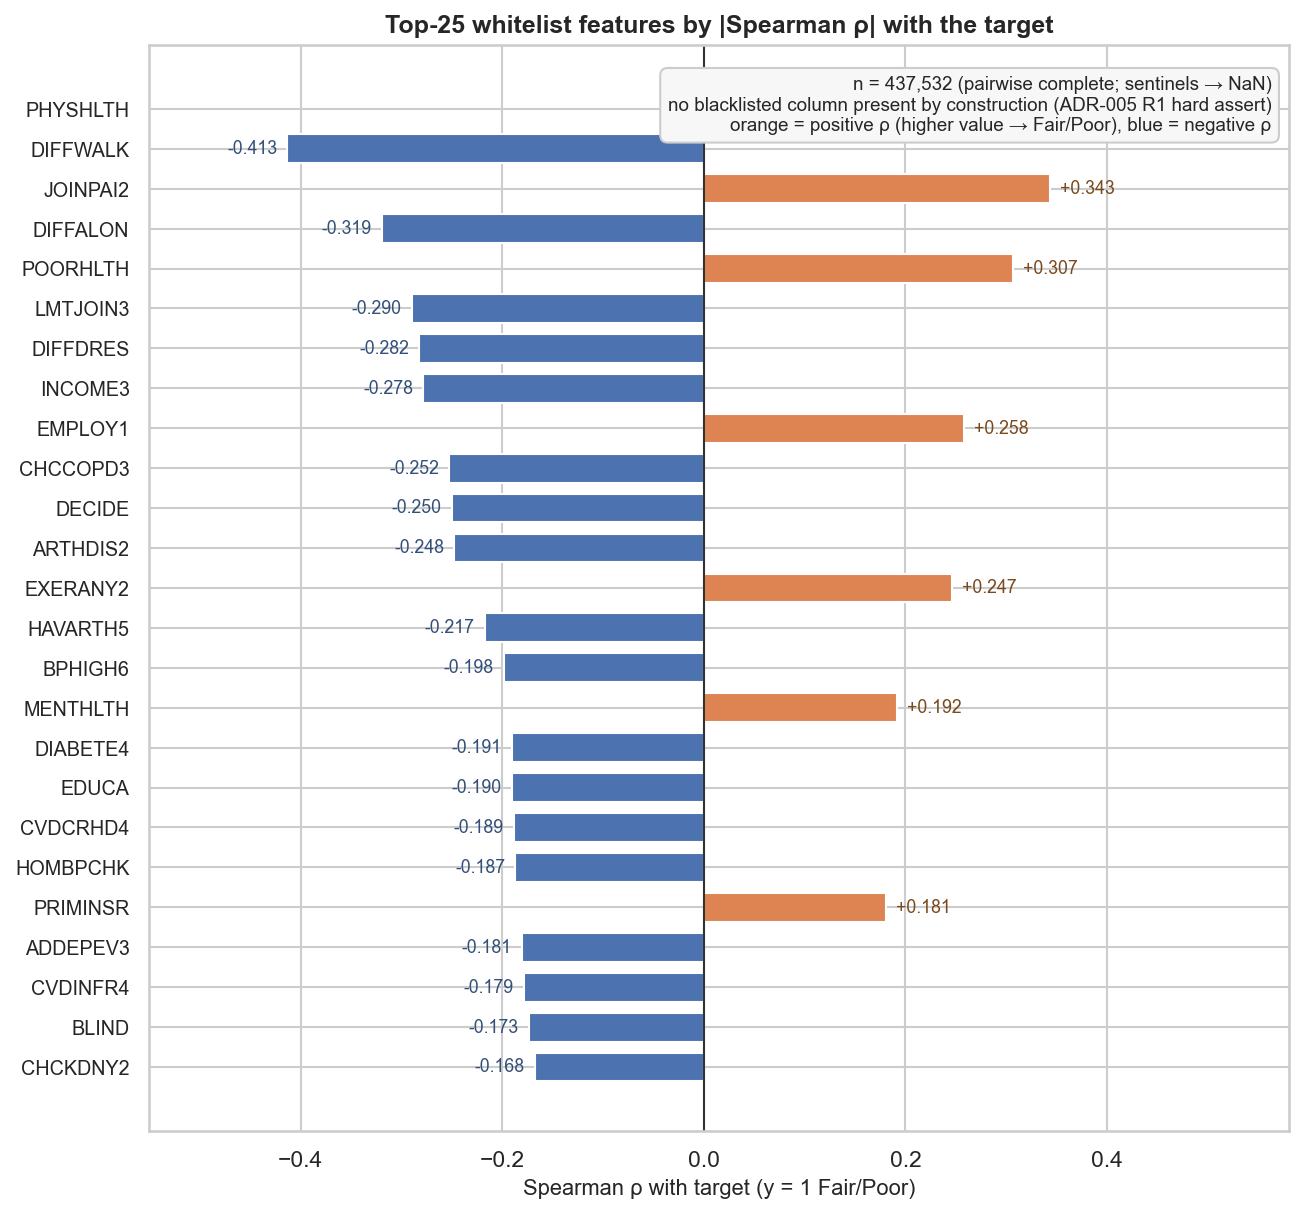 Top-25 whitelist features by |Spearman ρ| with the target
n = 437,532 (pairwise complete; sentinels → NaN)
no blacklisted column present by construction (ADR-005 R1 hard assert)
orange = positive ρ (higher value → Fair/Poor), blue = negative ρ
PHYSHLTH
DIFFWALK -0.413
JOINPAI2 +0.343
DIFFALON -0.319
POORHLTH +0.307
LMTJOIN3 -0.290
DIFFDRES -0.282
INCOME3 -0.278
EMPLOY1 +0.258
CHCCOPD3 -0.252
DECIDE -0.250
ARTHDIS2 -0.248
EXERANY2 +0.247
HAVARTH5 -0.217
BPHIGH6 -0.198
MENTHLTH +0.192
DIABETE4 -0.191
EDUCA -0.190
CVDCRHD4 -0.189
HOMBPCHK -0.187
PRIMINSR +0.181
ADDEPEV3 -0.181
CVDINFR4 -0.179
BLIND -0.173
CHCKDNY2 -0.168
−0.4 −0.2 0.0 0.2 0.4
Spearman ρ with target (y = 1 Fair/Poor)